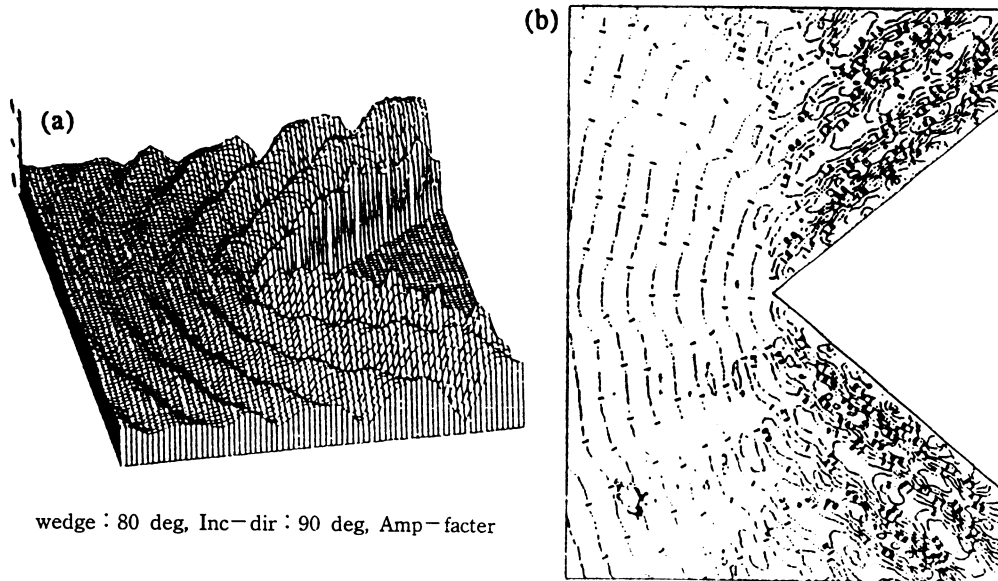 (a)
(b)
wedge : 80 deg, Inc-dir : 90 deg, Amp-facter